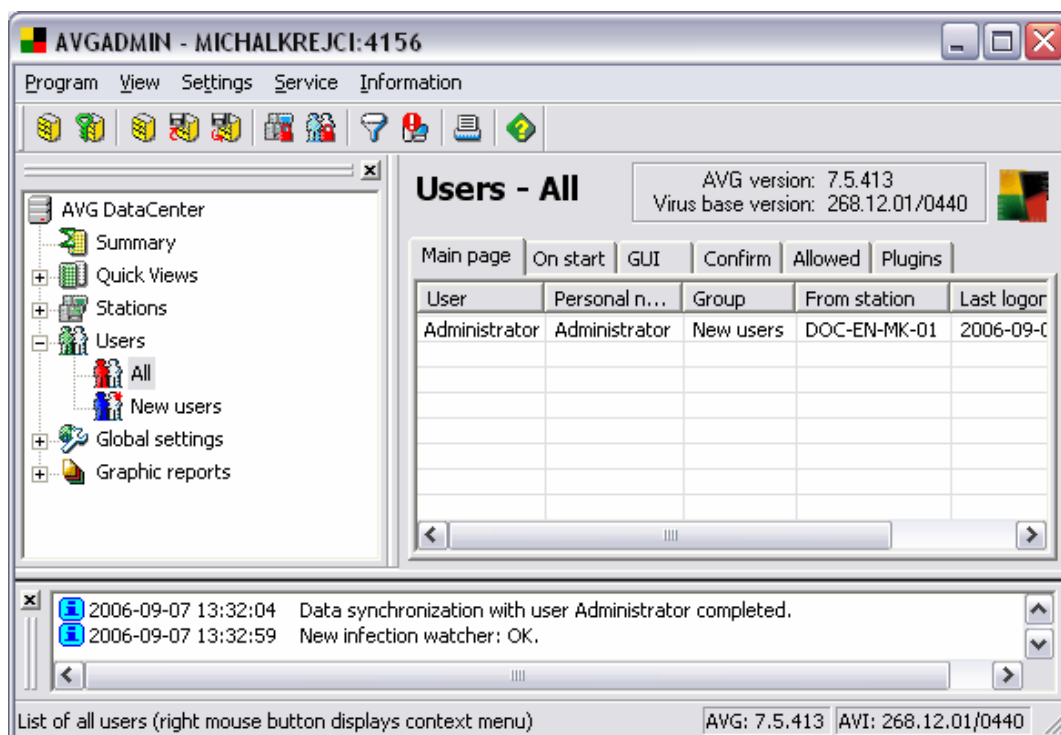 AVGADMIN - MICHALKREJCI:4156
Program View Settings Service Information
AVG DataCenter
Summary
Quick Views
Stations
Users
All
New users
Global settings
Graphic reports
Users - All
AVG version: 7.5.413
Virus base version: 268.12.01/0440
Main page On start GUI Confirm Allowed Plugins
User Personal n... Group From station Last logon
Administrator Administrator New users DOC-EN-MK-01 2006-09-0
2006-09-07 13:32:04 Data synchronization with user Administrator completed.
2006-09-07 13:32:59 New infection watcher: OK.
List of all users (right mouse button displays context menu) AVG: 7.5.413 AVI: 268.12.01/0440